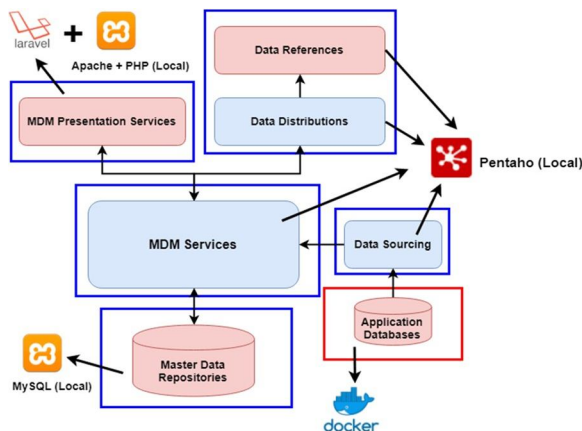 laravel
+
Apache + PHP (Local)
MDM Presentation Services
Data References
Data Distributions
Pentaho (Local)
MDM Services
Data Sourcing
Application
Databases
Master Data
Repositories
MySQL (Local)
docker